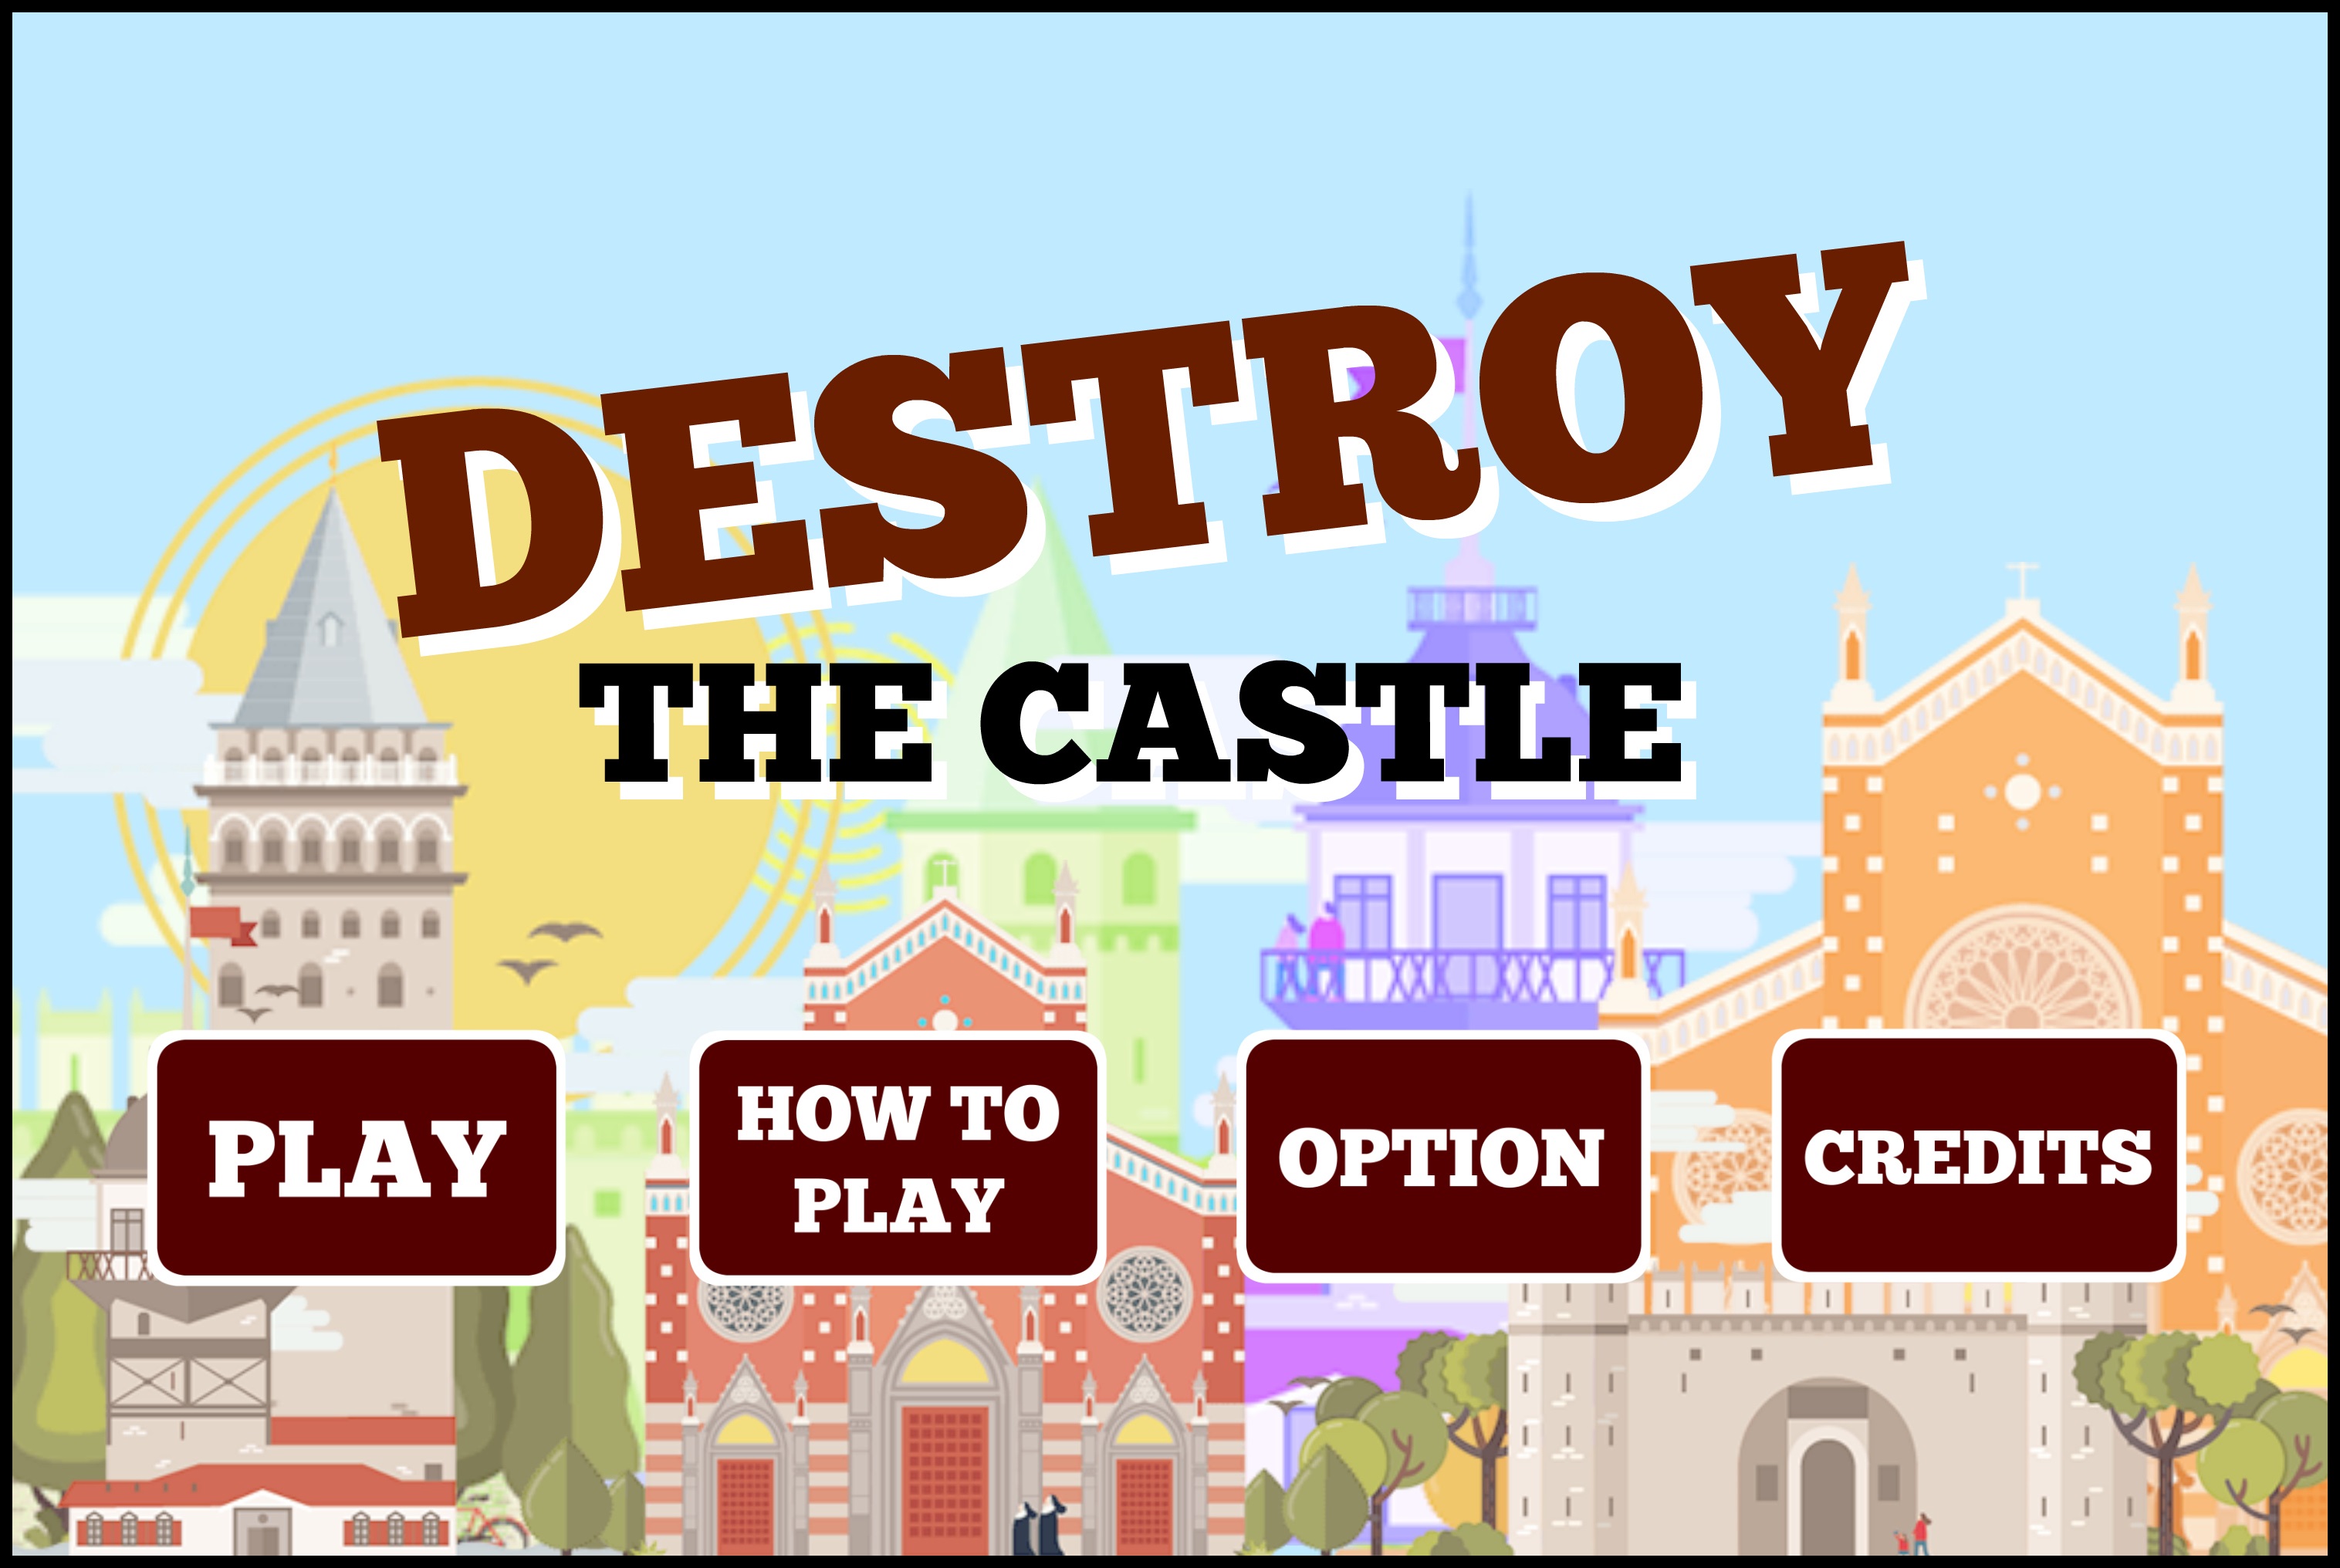 DESTROY
THE CASTLE
PLAY
HOW TO
PLAY
OPTION
CREDITS